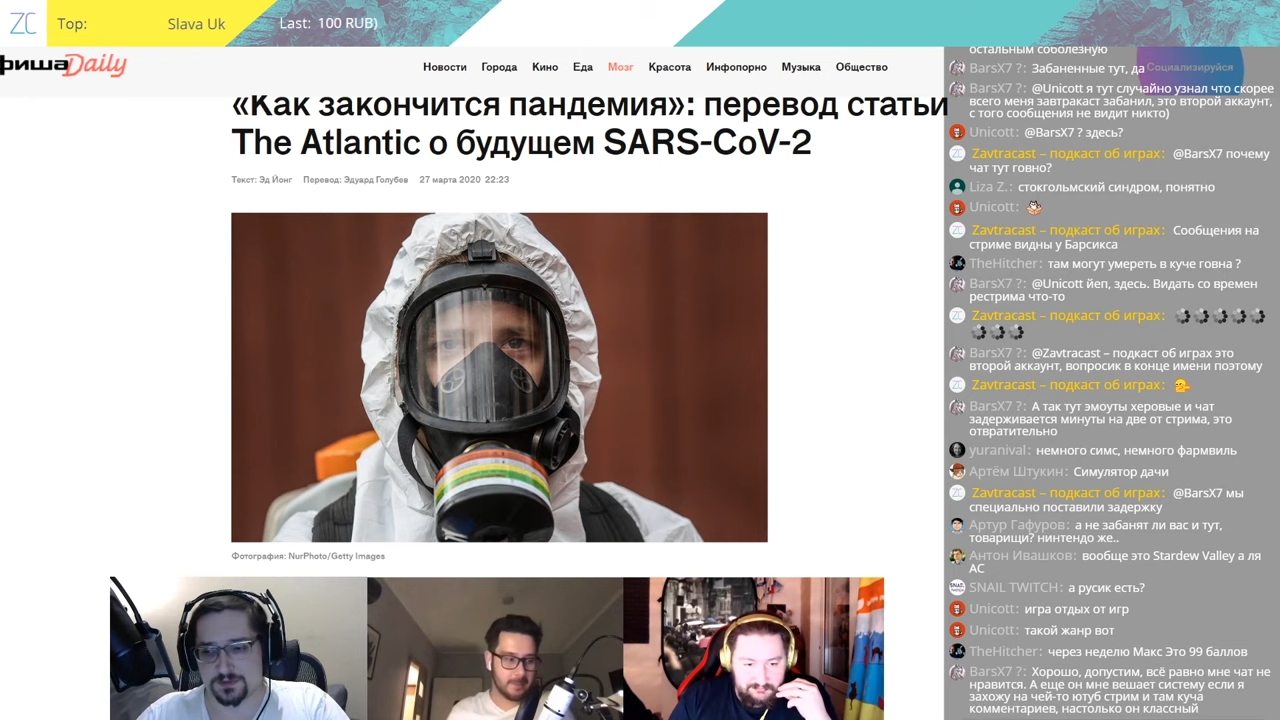 ZC
Top:
Slava Uk
Last: 100 RUB)
фишаDaily
Новости Города Кино Еда Мозг Красота Инфопорно Музыка Общество
Социализируйся
«Как закончится пандемия»: перевод статьи
The Atlantic о будущем SARS-CoV-2
Текст: Эд Йонг Перевод: Эдуард Голубев 27 марта 2020 22:23
Фотография: NurPhoto/Getty Images
остальным соболезную
BarsX7 ?: Забаненные тут, да
BarsX7 ?: @Unicott я тут случайно узнал что скорее
всего меня завтракаст забанил, это второй аккаунт,
с того сообщения не видит никто)
Unicott: @BarsX7 ? здесь?
Zavtracast – подкаст об играх: @BarsX7 почему
чат тут говно?
Liza Z.: стокгольмский синдром, понятно
Unicott:
Zavtracast – подкаст об играх: Сообщения на
стриме видны у Барсикса
TheHitcher: там могут умереть в куче говна ?
BarsX7 ?: @Unicott йеп, здесь. Видать со времен
рестрима что-то
Zavtracast – подкаст об играх:
BarsX7 ?: @Zavtracast – подкаст об играх это
второй аккаунт, вопросик в конце имени поэтому
Zavtracast – подкаст об играх:
BarsX7 ?: А так тут эмоуты херовые и чат
задерживается минуты на две от стрима, это
отвратительно
yuranival: немного симс, немного фармвиль
Артём Штукин: Симулятор дачи
Zavtracast – подкаст об играх: @BarsX7 мы
специально поставили задержку
Артур Гафуров: а не забанят ли вас и тут,
товарищи? нинтендо же..
Антон Ивашков: вообще это Stardew Valley а ля
АС
SNAIL TWITCH: а русик есть?
Unicott: игра отдых от игр
Unicott: такой жанр вот
TheHitcher: через неделю Макс Это 99 баллов
BarsX7 ?: Хорошо, допустим, всё равно мне чат не
нравится. А еще он мне вешает систему если я
захожу на чей-то ютуб стрим и там куча
комментариев, настолько он классный